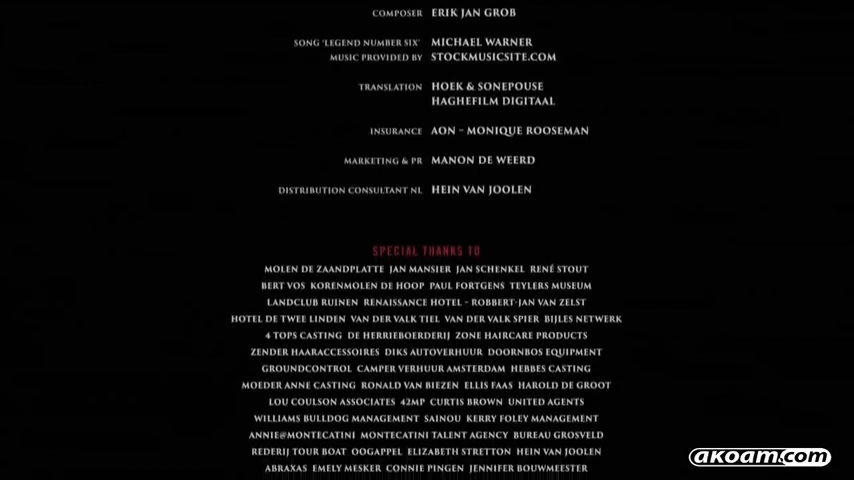 COMPOSER ERIK JAN GROB
SONG 'LEGEND NUMBER SIX' MICHAEL WARNER
MUSIC PROVIDED BY STOCKMUSICSITE.COM
TRANSLATION HOEK & SONEPOUSE
HAGHEFILM DIGITAAL
INSURANCE AON - MONIQUE ROOSEMAN
MARKETING & PR MANON DE WEERD
DISTRIBUTION CONSULTANT NL HEIN VAN JOOLEN
SPECIAL THANKS TO
MOLEN DE ZAANDPLATTE JAN MANSIER JAN SCHENKEL RENÉ STOUT
BERT VOS KORENMOLEN DE HOOP PAUL FORTGENS TEYLERS MUSEUM
LANDCLUB RUINEN RENAISSANCE HOTEL - ROBBERT-JAN VAN ZELST
HOTEL DE TWEE LINDEN VAN DER VALK TIEL VAN DER VALK SPIER BIJLES NETWERK
4 TOPS CASTING DE HERRIEBOERDERIJ ZONE HAIRCARE PRODUCTS
ZENDER HAARACCESSOIRES DIKS AUTOVERHUUR DOORNBOS EQUIPMENT
GROUNDCONTROL CAMPER VERHUUR AMSTERDAM HEBBES CASTING
MOEDER ANNE CASTING RONALD VAN BIEZEN ELLIS FAAS HAROLD DE GROOT
LOU COULSON ASSOCIATES 42MP CURTIS BROWN UNITED AGENTS
WILLIAMS BULLDOG MANAGEMENT SAINOU KERRY FOLEY MANAGEMENT
ANNIE@MONTECATINI MONTECATINI TALENT AGENCY BUREAU GROSVELD
REDERIJ TOUR BOAT OOGAPPEL ELIZABETH STRETTON HEIN VAN JOOLEN
ABRAXAS EMELY MESKER CONNIE PINGEN JENNIFER BOUWMEESTER
akoam.com